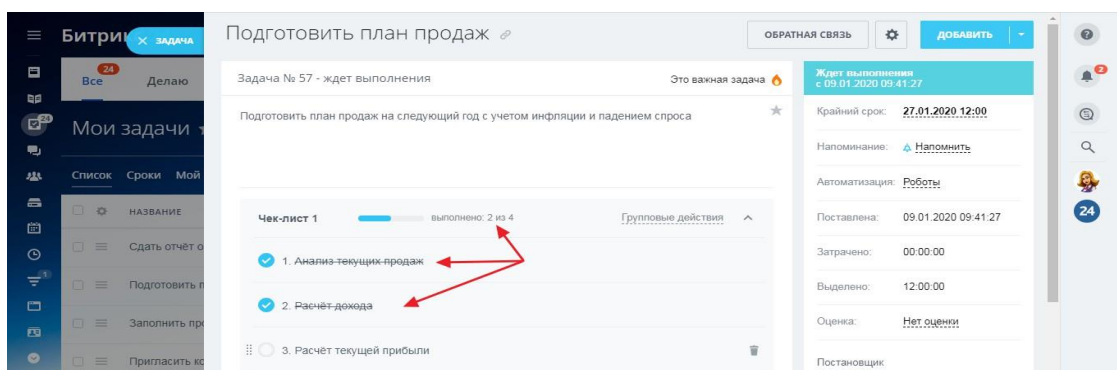 Битри
ЗАДАЧА
Подготовить план продаж
ОБРАТНАЯ СВЯЗЬ
ДОБАВИТЬ
24
Все
Делаю
Задача № 57 - ждет выполнения
Это важная задача
Ждет выполнения
с 09.01.2020 09:41:27
2
24
Мои задачи
Подготовить план продаж на следующий год с учетом инфляции и падением спроса
Крайний срок: 27.01.2020 12:00
Напоминание: Напомнить
Список Сроки Мой
Автоматизация: Роботы
НАЗВАНИЕ
Чек-лист 1
выполнено: 2 из 4
Групповые действия
Поставлена: 09.01.2020 09:41:27
24
Сдать отчёт о
1. Анализ текущих продаж
Затрачено: 00:00:00
1
Подготовить п
2. Расчёт дохода
Выделено: 12:00:00
Заполнить про
Оценка: Нет оценки
Пригласить ко
3. Расчёт текущей прибыли
Постановщик